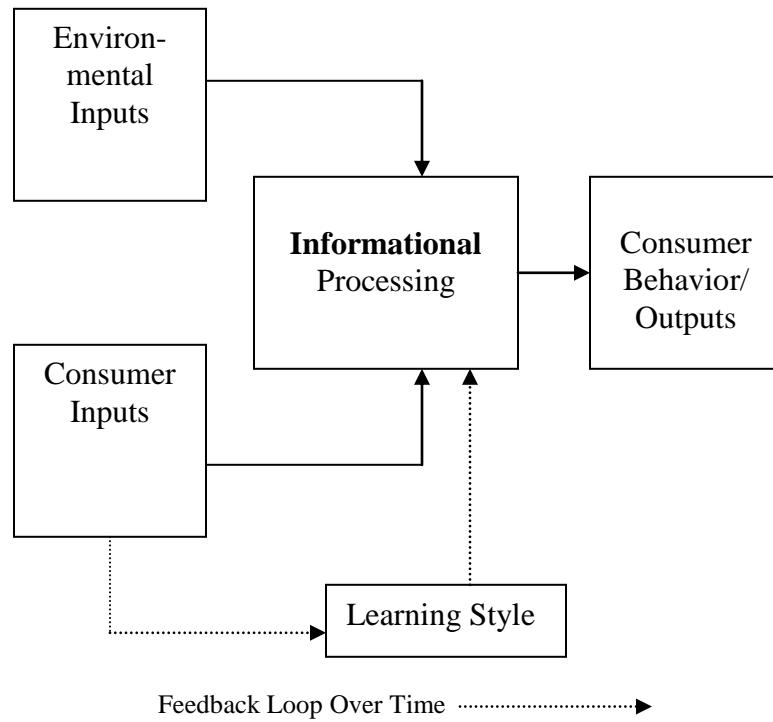 Environ-
mental
Inputs
Informational
Processing
Consumer
Behavior/
Outputs
Consumer
Inputs
Learning Style
Feedback Loop Over Time